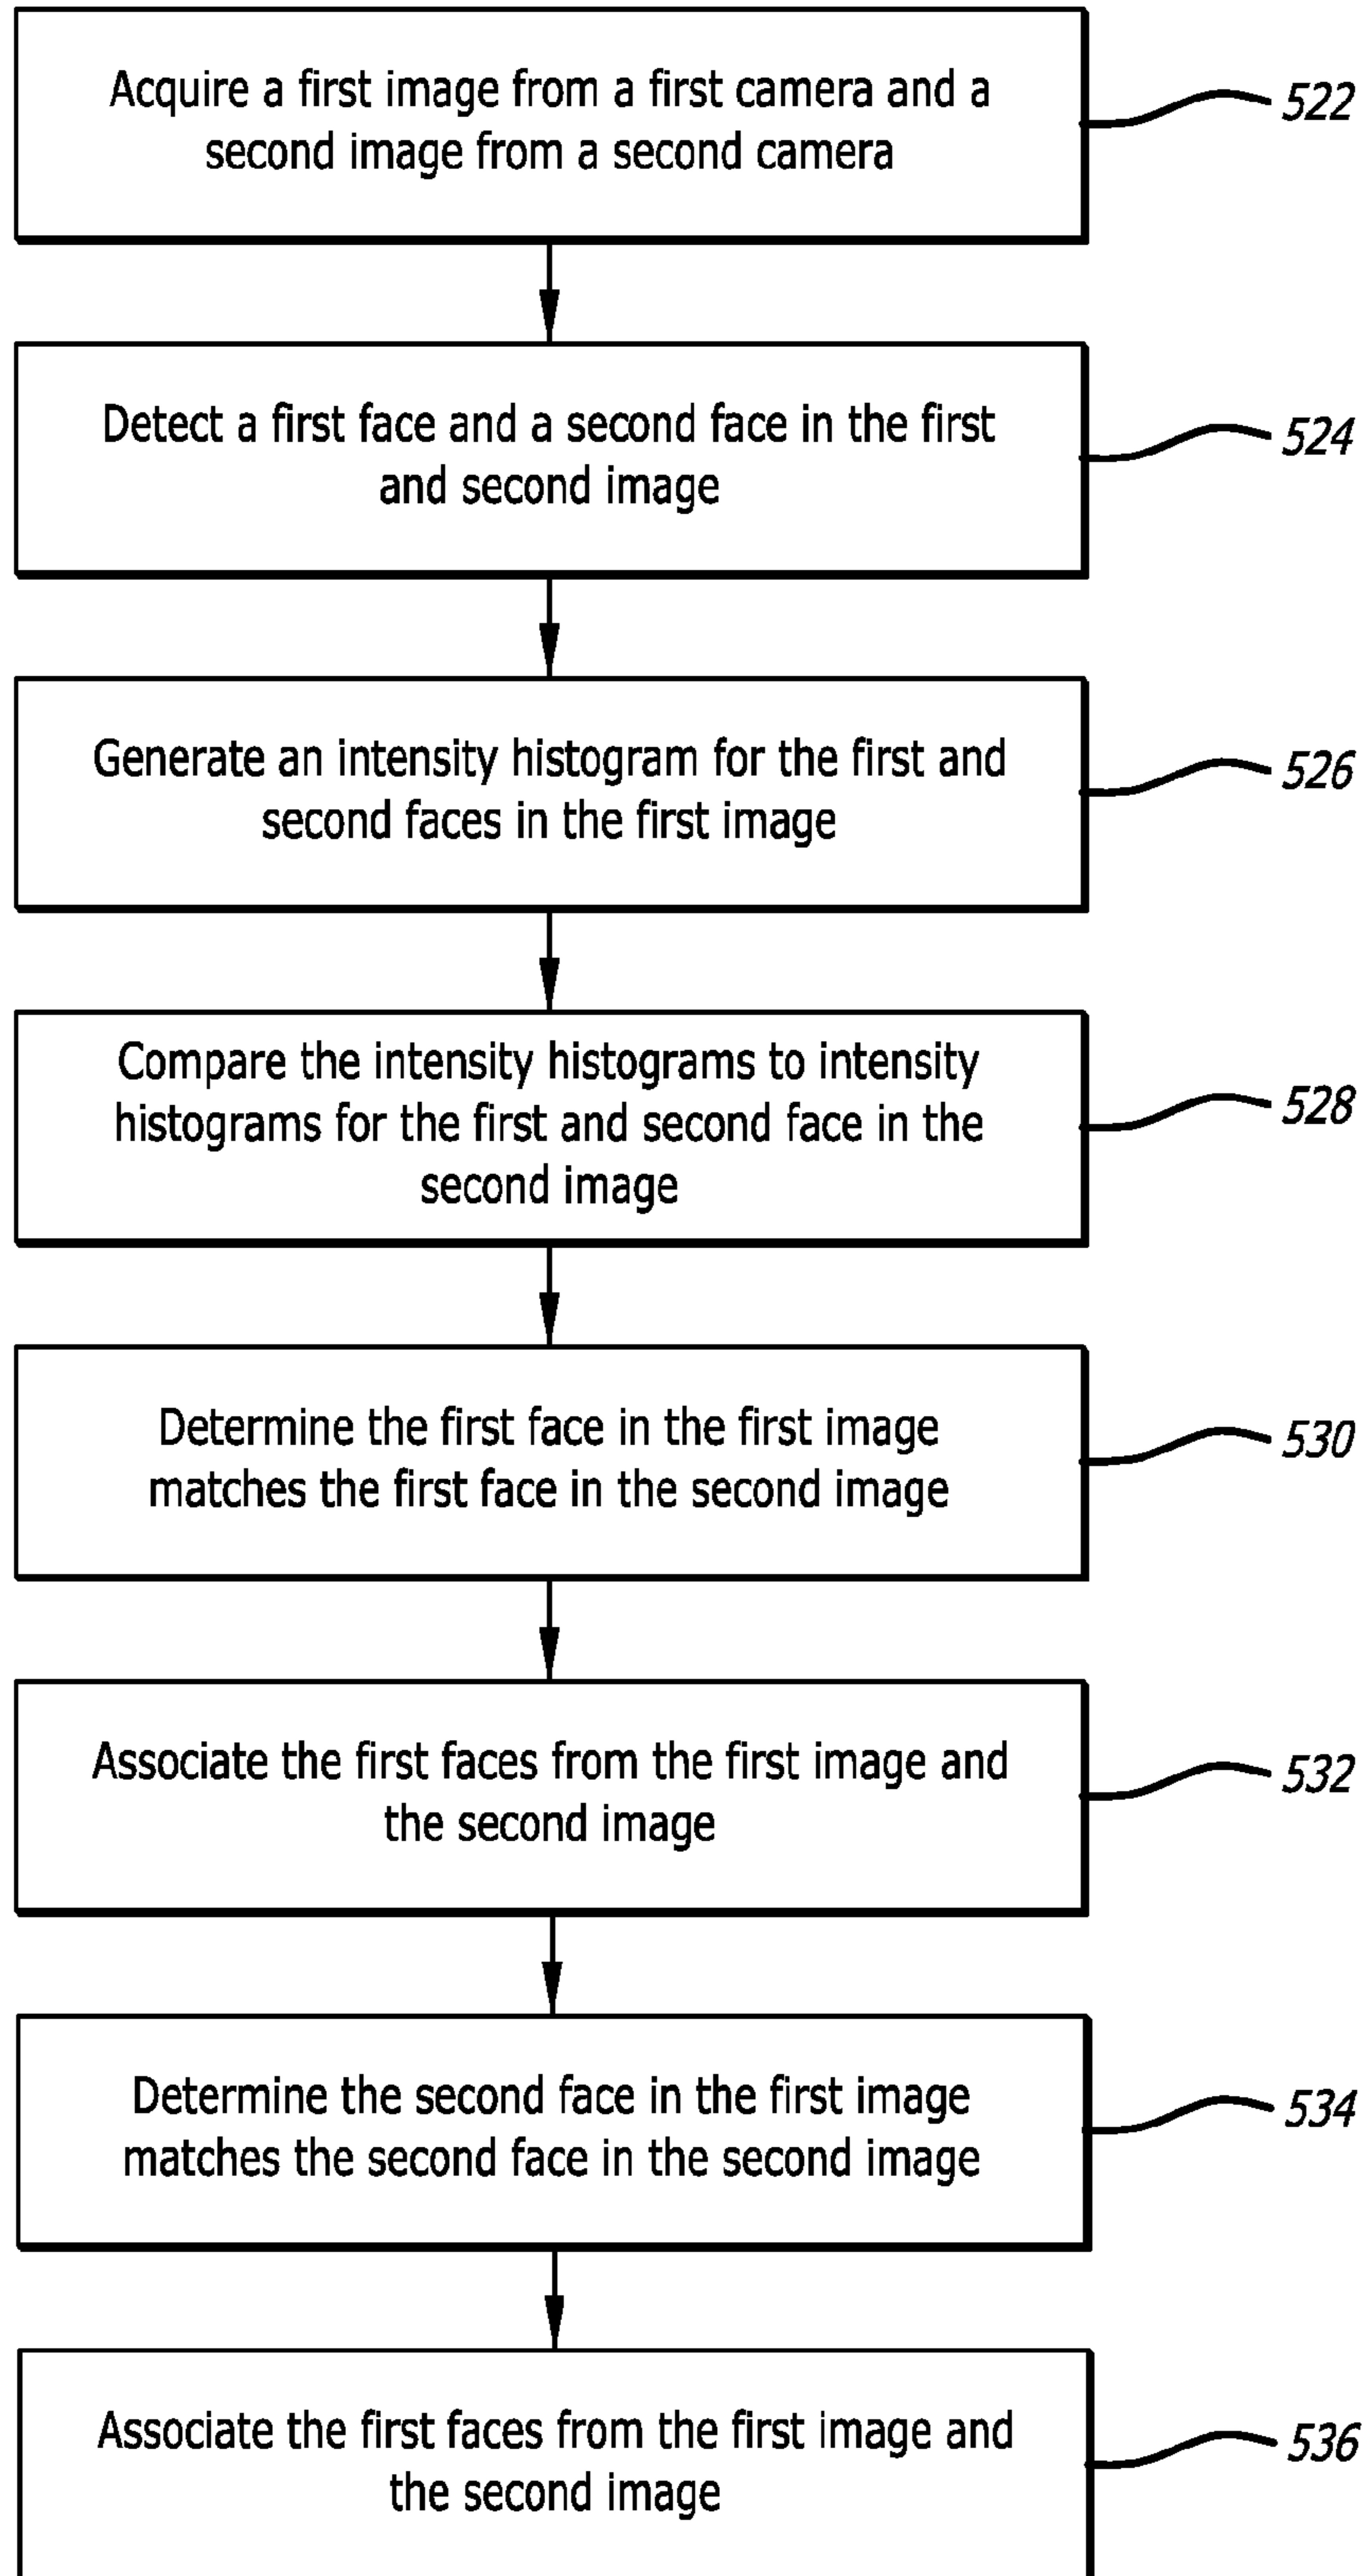 Acquire a first image from a first camera and a
second image from a second camera
522
Detect a first face and a second face in the first
and second image
524
Generate an intensity histogram for the first and
second faces in the first image
526
Compare the intensity histograms to intensity
histograms for the first and second face in the
second image
528
Determine the first face in the first image
matches the first face in the second image
530
Associate the first faces from the first image and
the second image
532
Determine the second face in the first image
matches the second face in the second image
534
Associate the first faces from the first image and
the second image
536